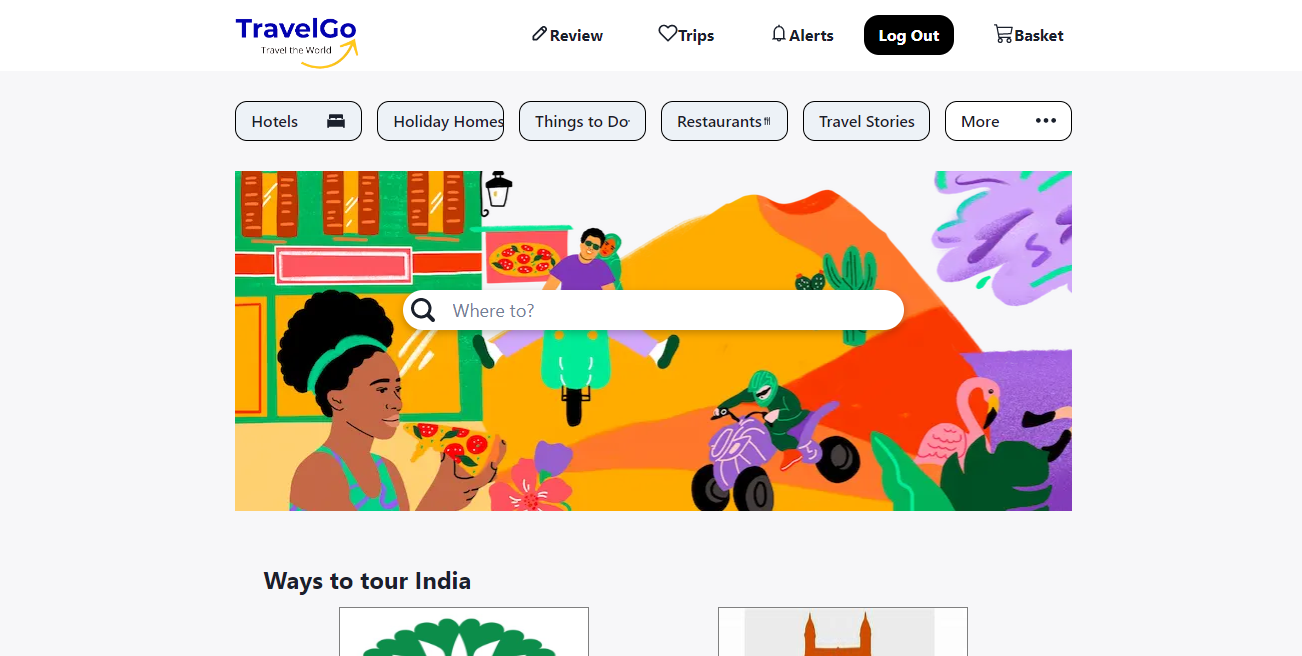 TravelGo
Travel the World
Review
Trips
Alerts
Log Out
Basket
Hotels
Holiday Homes
Things to Do
Restaurants
Travel Stories
More
Where to?
Ways to tour India